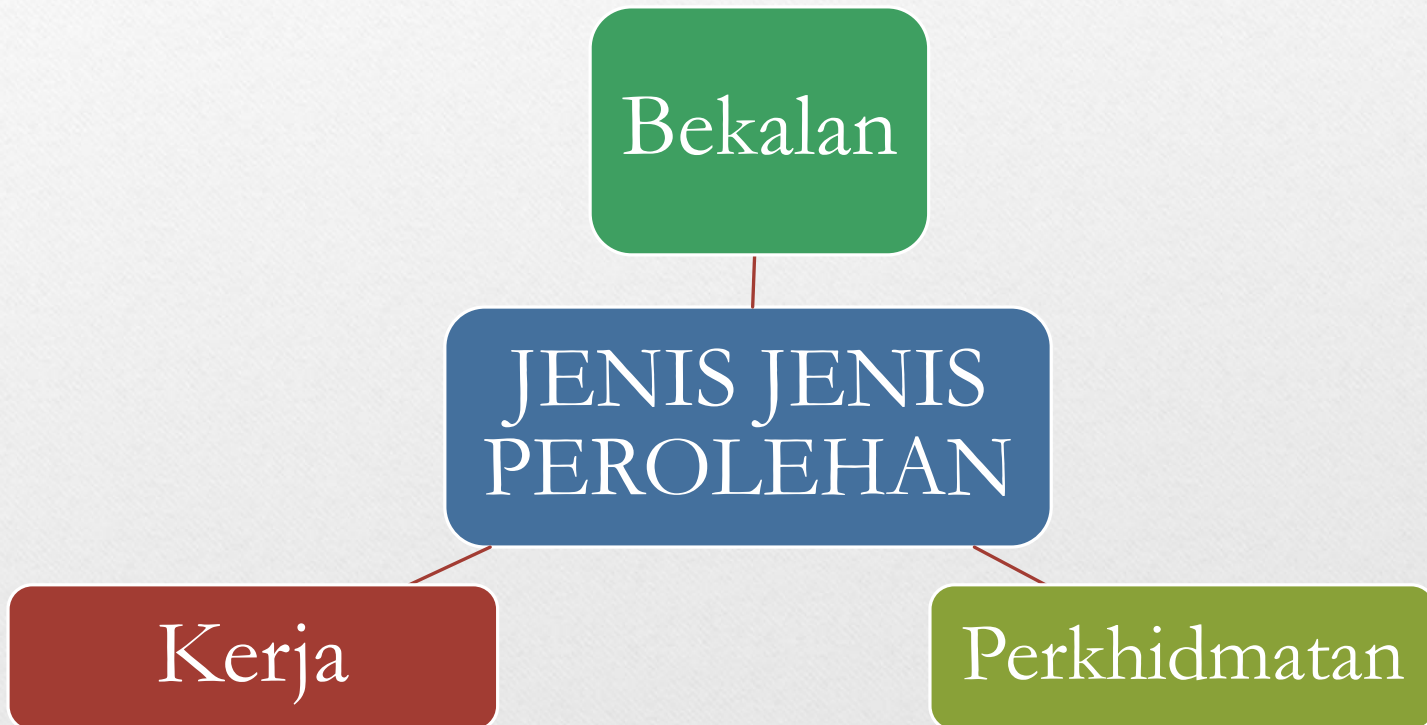 Bekalan
JENIS JENIS
PEROLEHAN
Kerja
Perkhidmatan